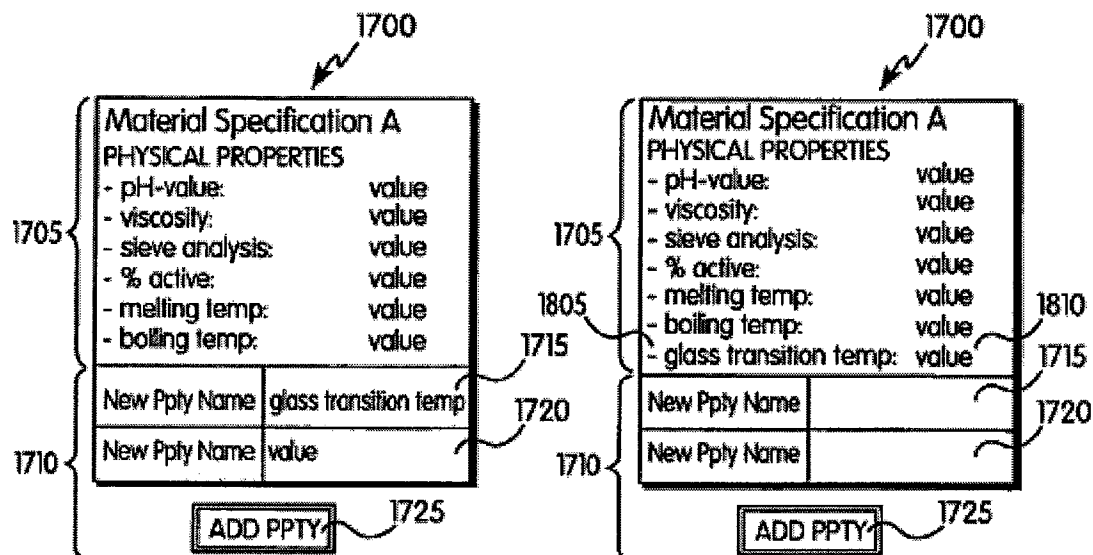 1700
Material Specification A
PHYSICAL PROPERTIES
- pH-value: value
- viscosity: value
- sieve analysis: value
- % active: value
- melting temp: value
- boiling temp: value
1705
1715
New Ppty Name glass transition temp
1720
New Ppty Name value
1710
ADD PPTY
1725
1700
Material Specification A
PHYSICAL PROPERTIES
- pH-value: value
- viscosity: value
- sieve analysis: value
- % active: value
- melting temp: value
- boiling temp: value
- glass transition temp: value
1705
1805
1810
1715
New Ppty Name
1720
New Ppty Name
1710
ADD PPTY
1725